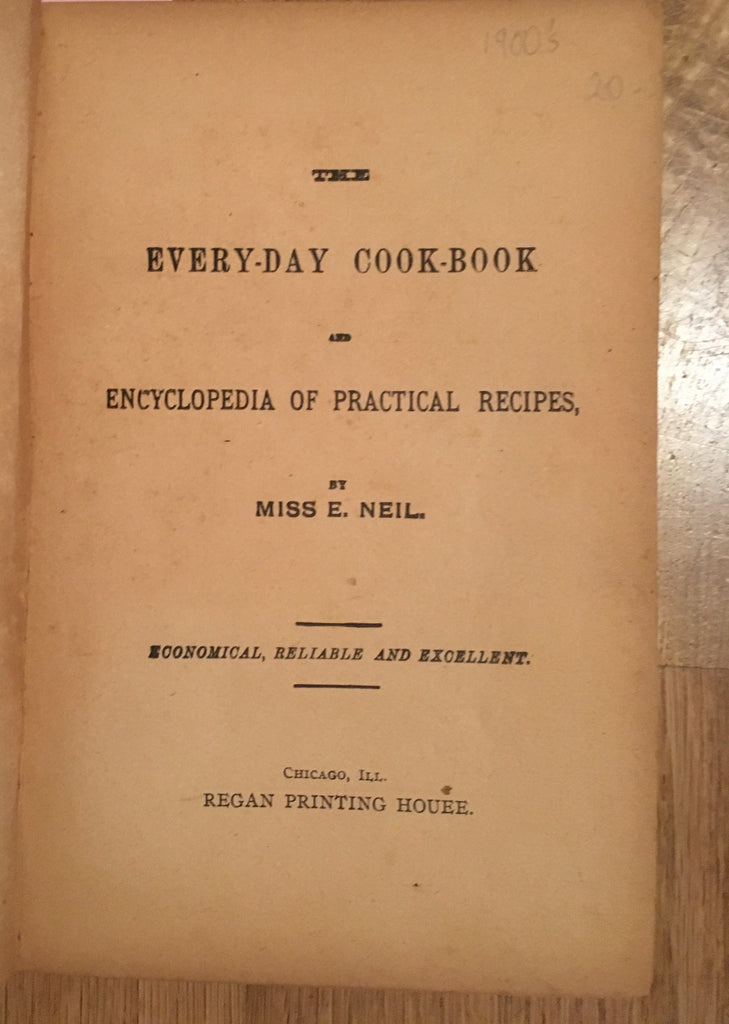 1900's
20-
THE
EVERY-DAY COOK-BOOK
AND
ENCYCLOPEDIA OF PRACTICAL RECIPES,
BY
MISS E. NEIL.
ECONOMICAL, RELIABLE AND EXCELLENT.
CHICAGO, ILL.
REGAN PRINTING HOUEE.